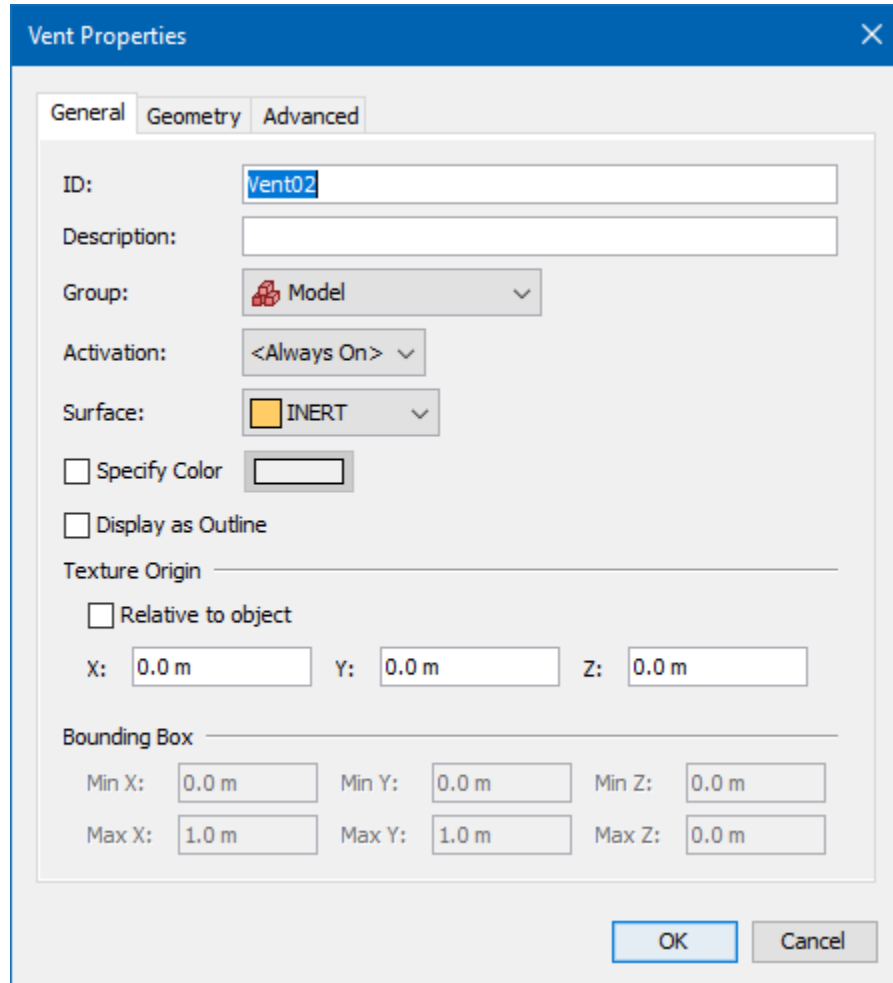 Vent Properties
General Geometry Advanced
ID: Vent02
Description:
Group: Model
Activation: <Always On>
Surface: INERT
Specify Color
Display as Outline
Texture Origin
Relative to object
X: 0.0 m Y: 0.0 m Z: 0.0 m
Bounding Box
Min X: 0.0 m Min Y: 0.0 m Min Z: 0.0 m
Max X: 1.0 m Max Y: 1.0 m Max Z: 0.0 m
OK Cancel